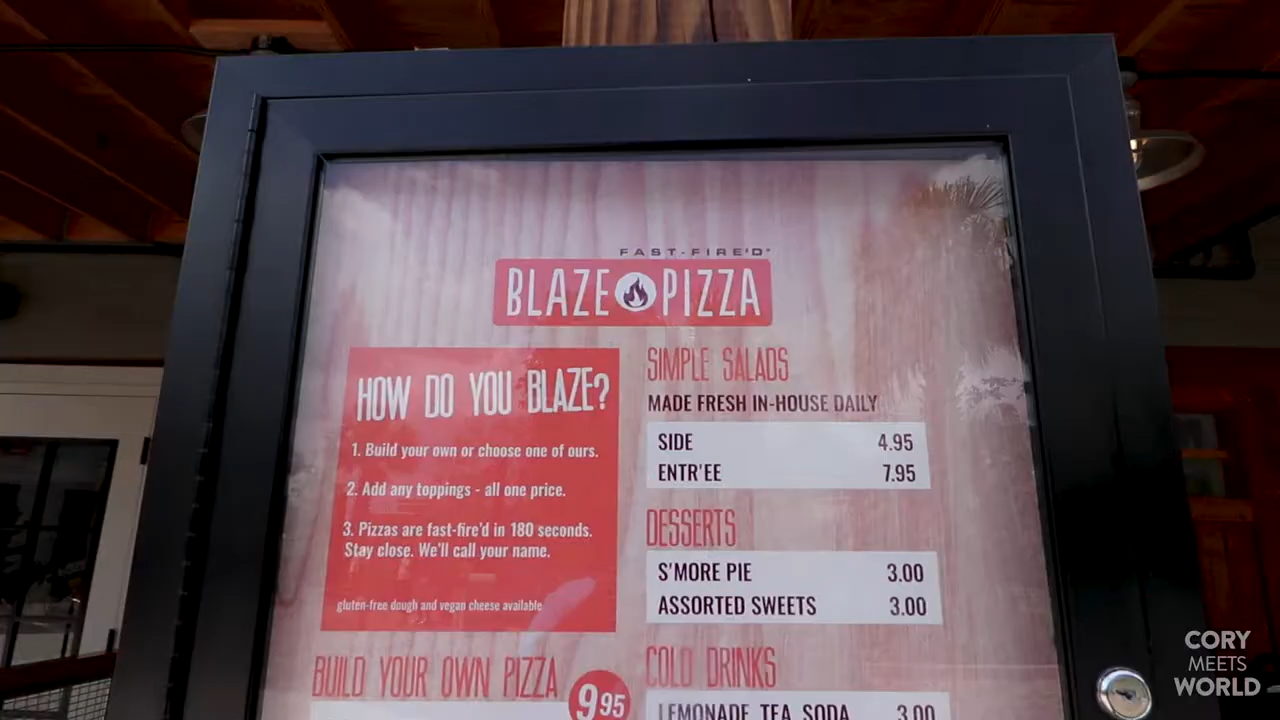 FAST-FIRE'D
BLAZE PIZZA
HOW DO YOU BLAZE?
1. Build your own or choose one of ours.
2. Add any toppings - all one price.
3. Pizzas are fast-fire'd in 180 seconds.
Stay close. We'll call your name.
gluten-free dough and vegan cheese available
BUILD YOUR OWN PIZZA
9.95
SIMPLE SALADS
MADE FRESH IN-HOUSE DAILY
SIDE 4.95
ENTR'EE 7.95
DESSERTS
S'MORE PIE 3.00
ASSORTED SWEETS 3.00
COLD DRINKS
LEMONADE, TEA, SODA 3.00
CORY
MEETS
WORLD